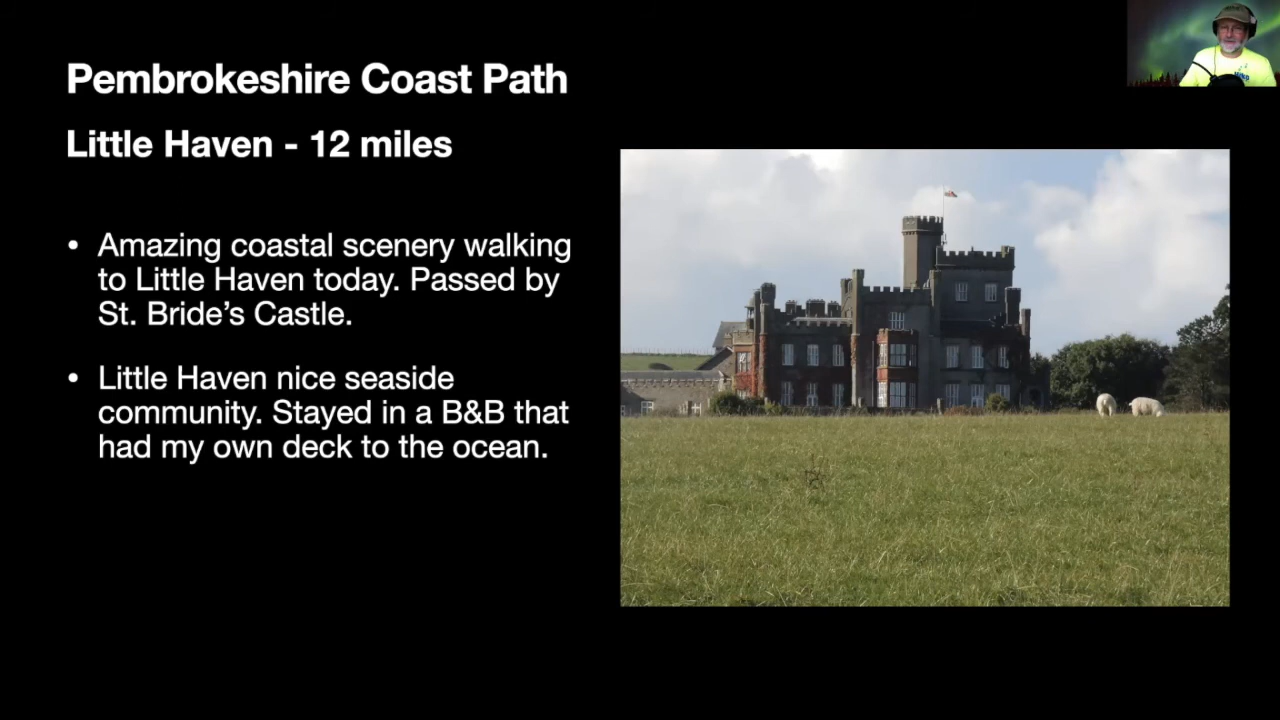 Pembrokeshire Coast Path
Little Haven - 12 miles
• Amazing coastal scenery walking
to Little Haven today. Passed by
St. Bride’s Castle.
• Little Haven nice seaside
community. Stayed in a B&B that
had my own deck to the ocean.